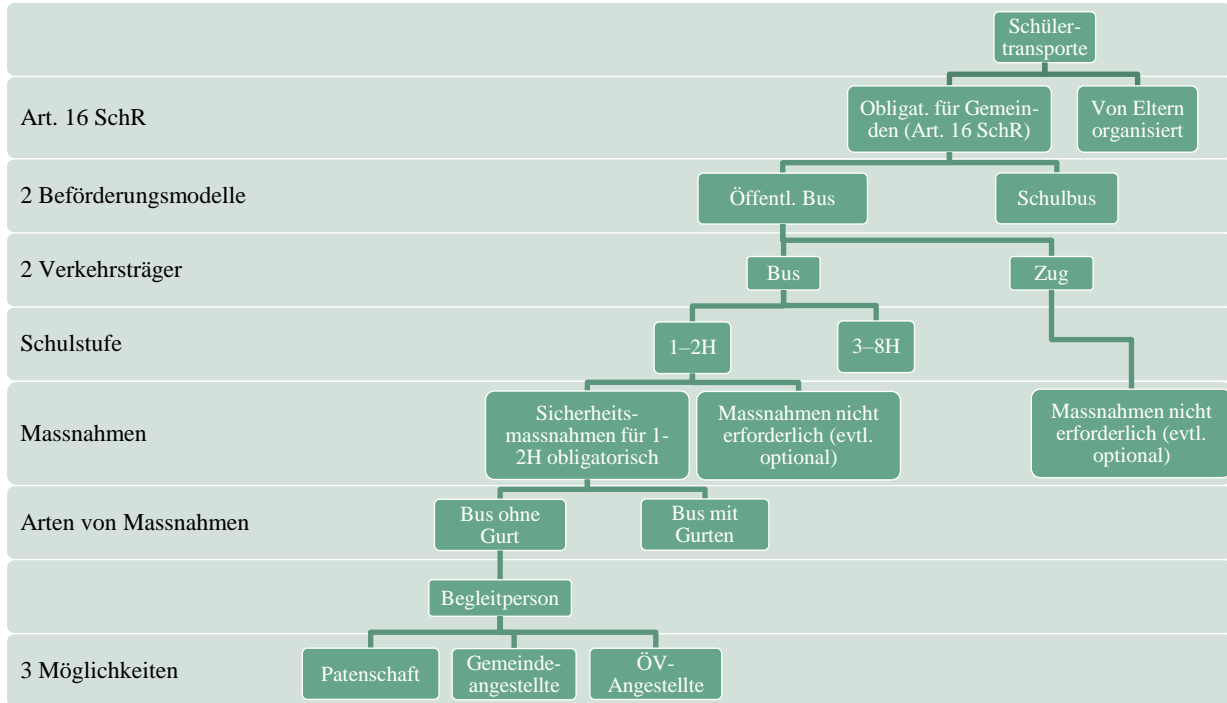 Schüler-
transporte
Art. 16 SchR
Obligat. für Gemein-
den (Art. 16 SchR)
Von Eltern
organisiert
2 Beförderungsmodelle
Öffentl. Bus
Schulbus
2 Verkehrsträger
Bus
Zug
Schulstufe
1–2H
3–8H
Massnahmen
Sicherheits-
massnahmen für 1-
2H obligatorisch
Massnahmen nicht
erforderlich (evtl.
optional)
Massnahmen nicht
erforderlich (evtl.
optional)
Arten von Massnahmen
Bus ohne
Gurt
Bus mit
Gurten
Begleitperson
3 Möglichkeiten
Patenschaft
Gemeinde-
angestellte
ÖV-
Angestellte